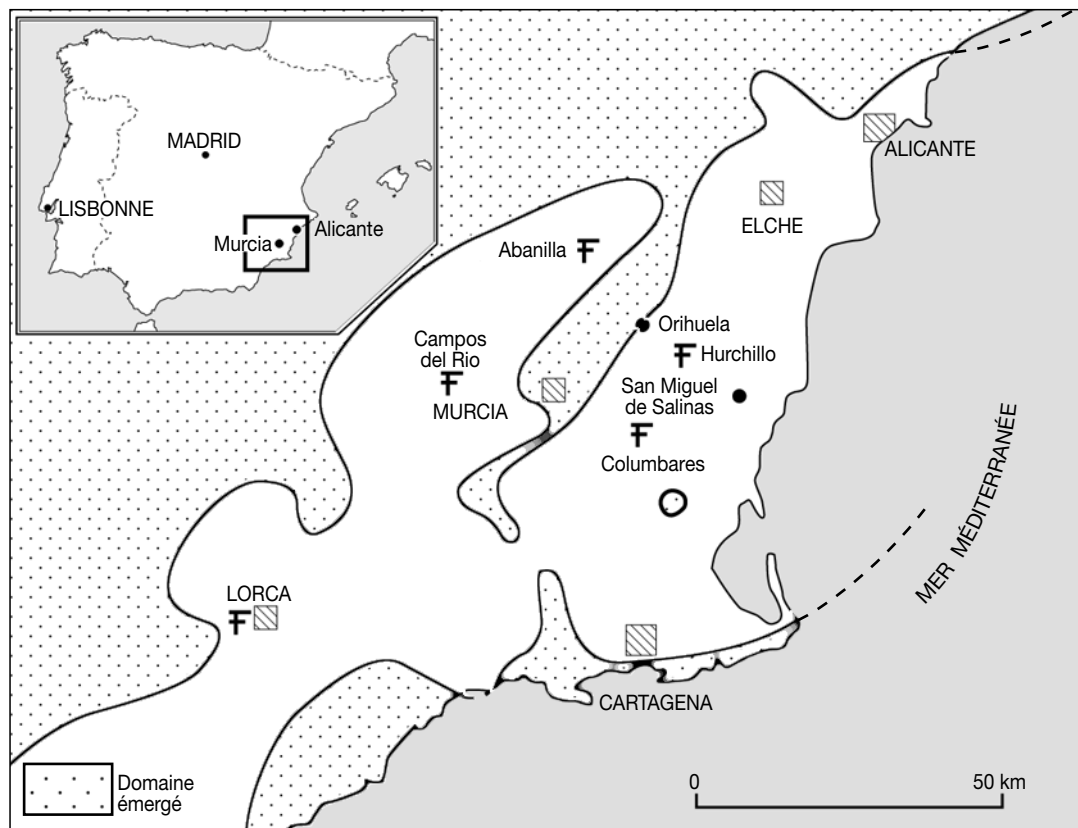 MADRID
LISBONNE
Murcia
Alicante
ALICANTE
ELCHE
Abanilla
Orihuela
Campos
del Rio
Hurchillo
MURCIA
San Miguel
de Salinas
Columbares
MER MÉDITERRANÉE
LORCA
CARTAGENA
Domaine
émergé
0
50 km